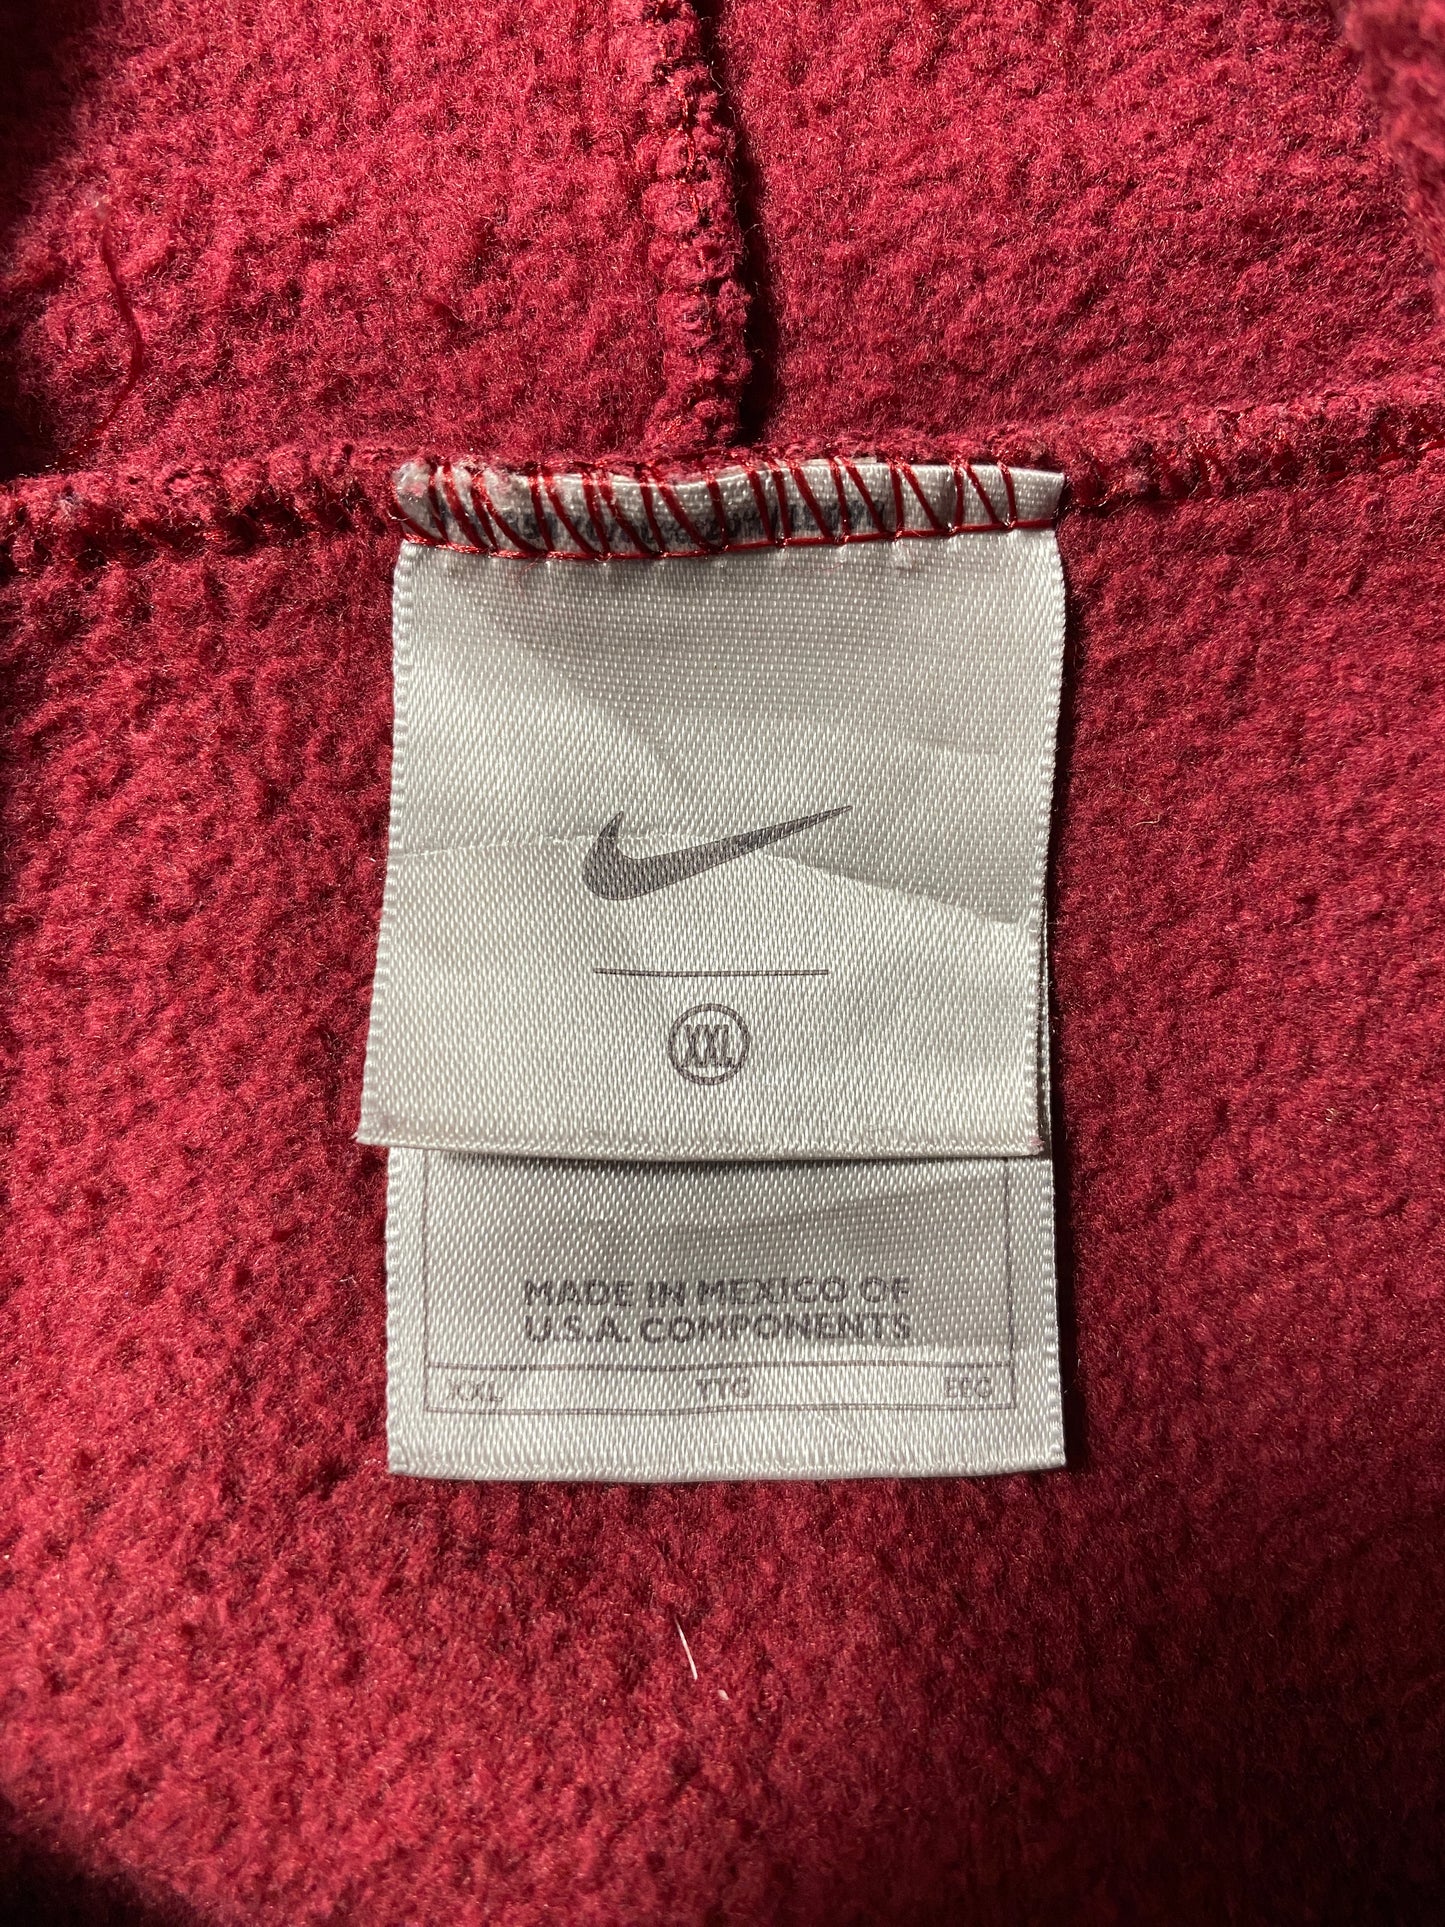 XXL
MADE IN MEXICO OF
U.S.A. COMPONENTS
XXL TTG EEG